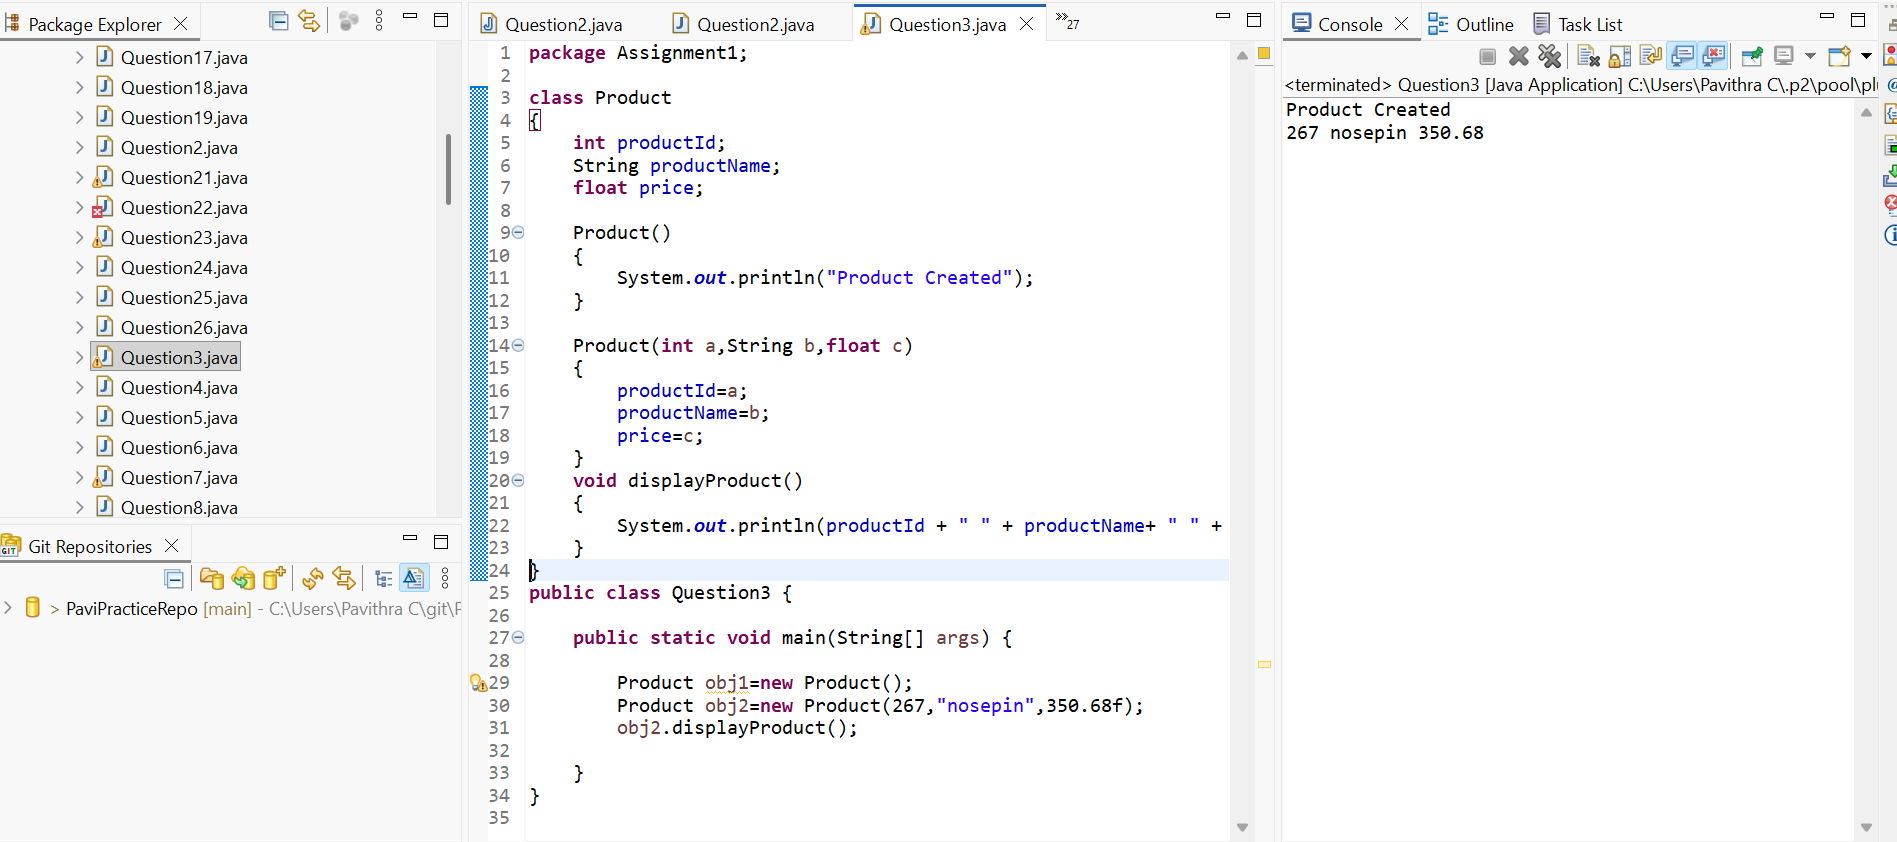 Package Explorer
Question17.java
Question18.java
Question19.java
Question2.java
Question21.java
Question22.java
Question23.java
Question24.java
Question25.java
Question26.java
Question3.java
Question4.java
Question5.java
Question6.java
Question7.java
Question8.java
Git Repositories
> PaviPracticeRepo [main] - C:\Users\Pavithra C\git\P
Question2.java Question2.java Question3.java »27
1 package Assignment1;
2
3 class Product
4 {
5 int productId;
6 String productName;
7 float price;
8
9 Product()
10 {
11 System.out.println("Product Created");
12 }
13
14 Product(int a,String b,float c)
15 {
16 productId=a;
17 productName=b;
18 price=c;
19 }
20 void displayProduct()
21 {
22 System.out.println(productId + " " + productName+ " " +
23 }
24 }
25 public class Question3 {
26
27 public static void main(String[] args) {
28
29 Product obj1=new Product();
30 Product obj2=new Product(267,"nosepin",350.68f);
31 obj2.displayProduct();
32
33 }
34 }
35
Console Outline Task List
<terminated> Question3 [Java Application] C:\Users\Pavithra C\.p2\pool\pl
Product Created
267 nosepin 350.68